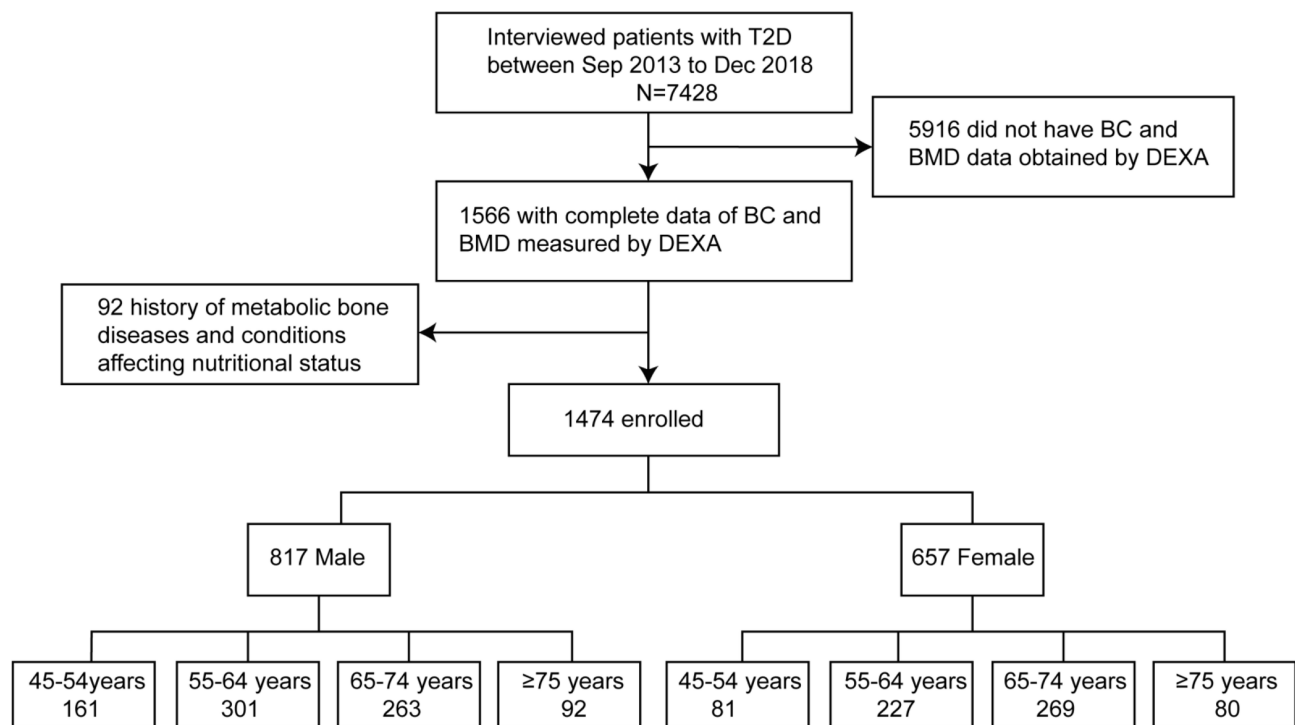 Interviewed patients with T2D
between Sep 2013 to Dec 2018
N=7428
5916 did not have BC and
BMD data obtained by DEXA
1566 with complete data of BC and
BMD measured by DEXA
92 history of metabolic bone
diseases and conditions
affecting nutritional status
1474 enrolled
817 Male
657 Female
45-54years
161
55-64 years
301
65-74 years
263
≥75 years
92
45-54 years
81
55-64 years
227
65-74 years
269
≥75 years
80